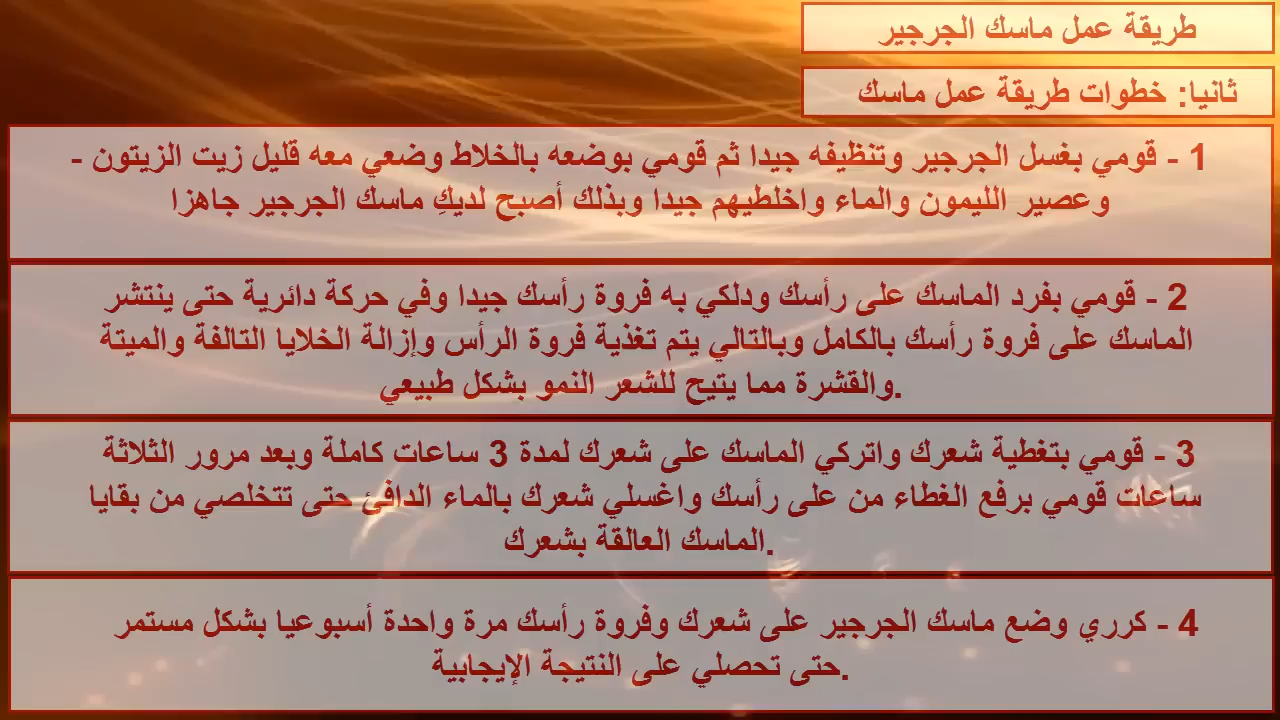 طريقة عمل ماسك الجرجير
ثانيا: خطوات طريقة عمل ماسك
1 - قومي بغسل الجرجير وتنظيفه جيدا ثم قومي بوضعه بالخلاط وضعي معه قليل زيت الزيتون -
وعصير الليمون والماء واخلطيهم جيدا وبذلك أصبح لديكِ ماسك الجرجير جاهزا
2 - قومي بفرد الماسك على رأسك ودلكي به فروة رأسك جيدا وفي حركة دائرية حتى ينتشر
الماسك على فروة رأسك بالكامل وبالتالي يتم تغذية فروة الرأس وإزالة الخلايا التالفة والميتة
والقشرة مما يتيح للشعر النمو بشكل طبيعي.
3 - قومي بتغطية شعرك واتركي الماسك على شعرك لمدة 3 ساعات كاملة وبعد مرور الثلاثة
ساعات قومي برفع الغطاء من على رأسك واغسلي شعرك بالماء الدافئ حتى تتخلصي من بقايا
الماسك العالقة بشعرك.
4 - كرري وضع ماسك الجرجير على شعرك وفروة رأسك مرة واحدة أسبوعيا بشكل مستمر
حتى تحصلي على النتيجة الإيجابية.